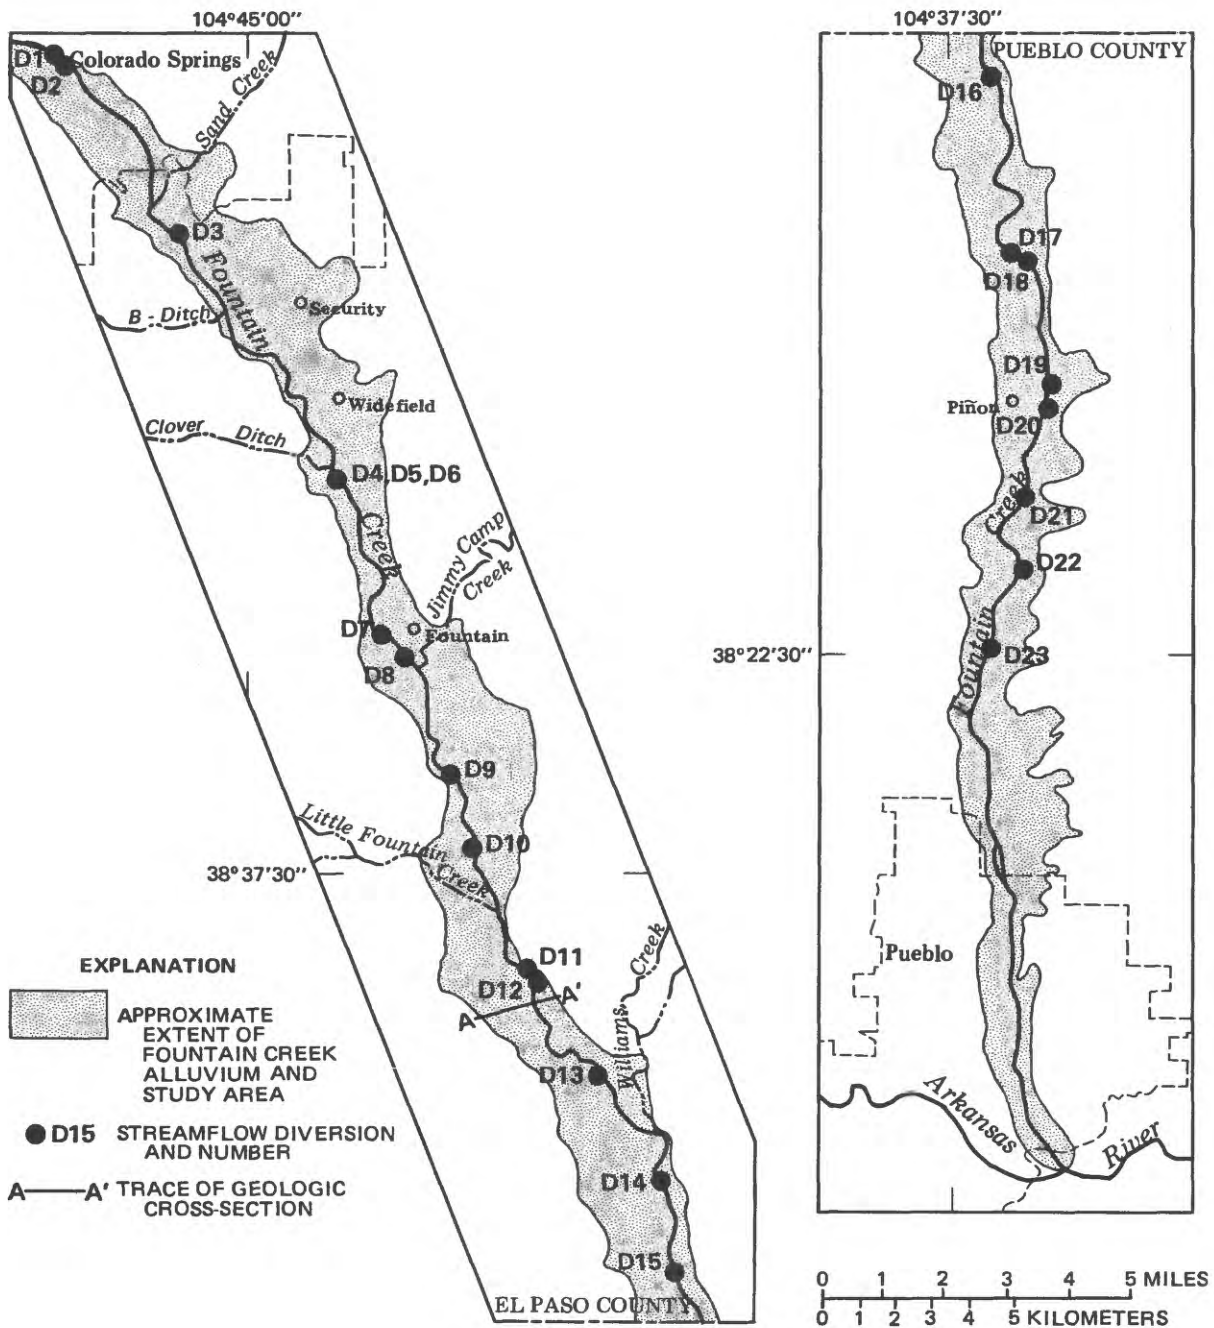 104°45'00"
D1
Colorado Springs
D2
Sand Creek
D3
Fountain
B - Ditch
Security
Widefield
Clover Ditch
D4,D5,D6
Creek
Jimmy Camp
Creek
D7
Fountain
D8
D9
Little Fountain
Creek
D10
38°37'30"
D11
D12
A
A'
Williams Creek
D13
D14
D15
EL PASO COUNTY
EXPLANATION
APPROXIMATE
EXTENT OF
FOUNTAIN CREEK
ALLUVIUM AND
STUDY AREA
D15 STREAMFLOW DIVERSION
AND NUMBER
A A' TRACE OF GEOLOGIC
CROSS-SECTION
104°37'30"
PUEBLO COUNTY
D16
D17
D18
D19
Piñon
D20
Creek
D21
D22
38°22'30"
D23
Fountain
Pueblo
Arkansas River
0 1 2 3 4 5 MILES
0 1 2 3 4 5 KILOMETERS